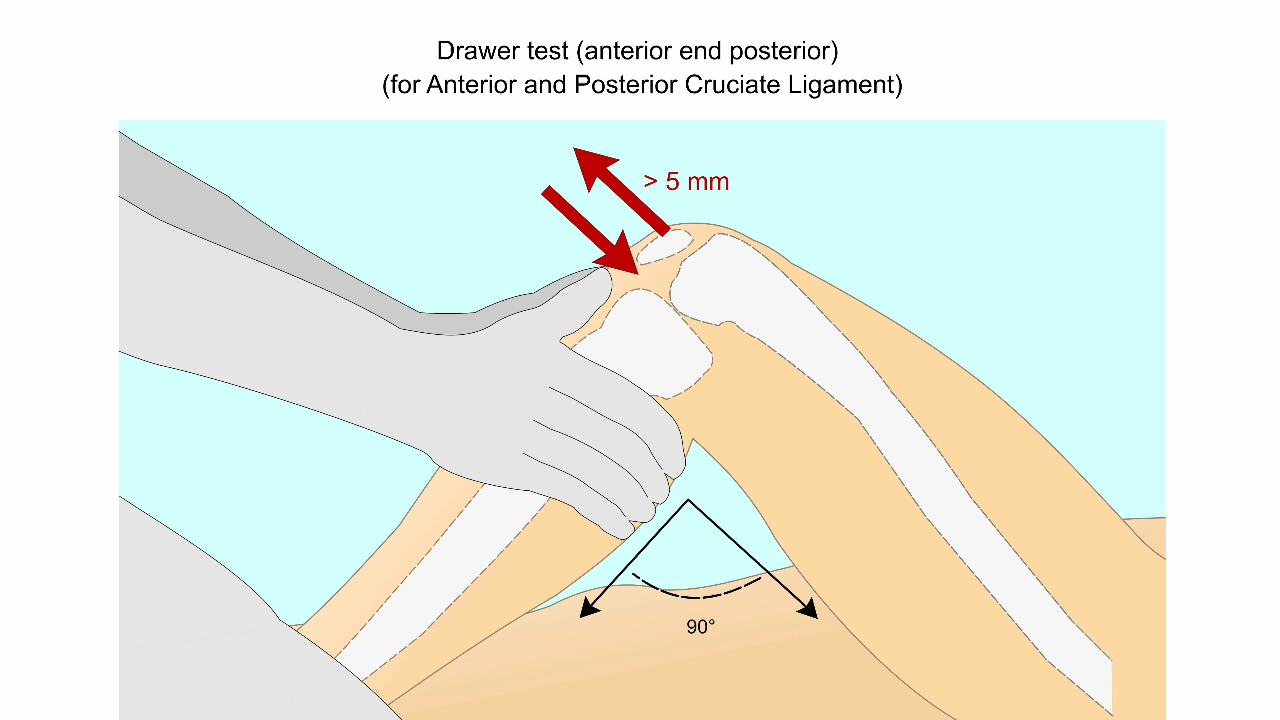 Drawer test (anterior end posterior)
(for Anterior and Posterior Cruciate Ligament)
> 5 mm
90°